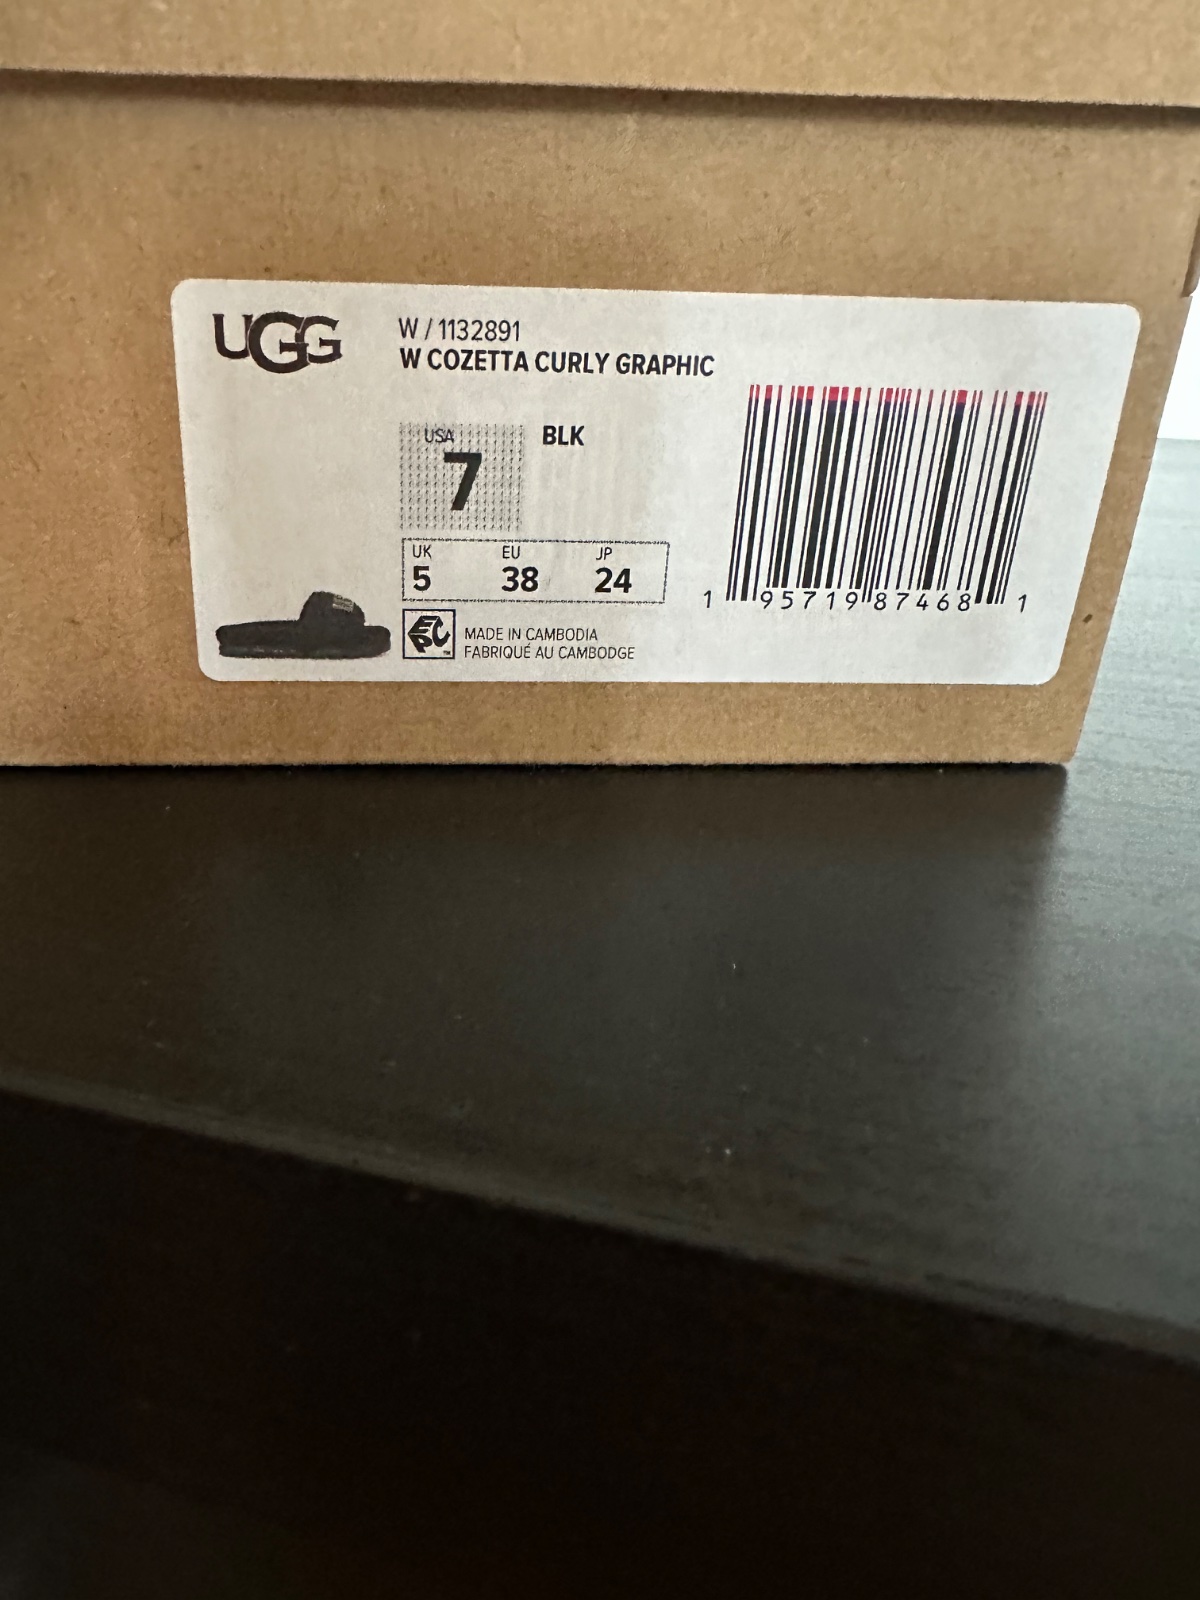 UGG
W / 1132891
W COZETTA CURLY GRAPHIC
USA
7
BLK
UK EU JP
5 38 24
EPC
MADE IN CAMBODIA
FABRIQUÉ AU CAMBODGE
1 95719 87468 1